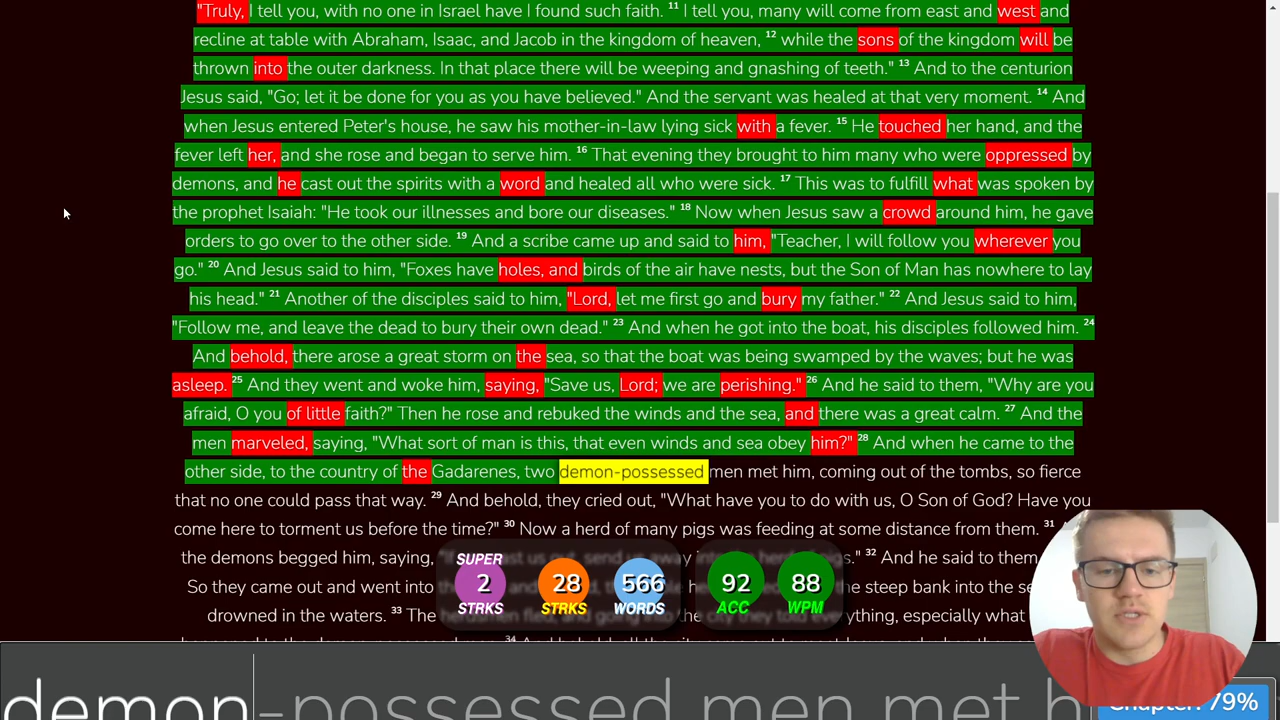 "Truly, I tell you, with no one in Israel have I found such faith. 11 I tell you, many will come from east and west and
recline at table with Abraham, Isaac, and Jacob in the kingdom of heaven, 12 while the sons of the kingdom will be
thrown into the outer darkness. In that place there will be weeping and gnashing of teeth." 13 And to the centurion
Jesus said, "Go; let it be done for you as you have believed." And the servant was healed at that very moment. 14 And
when Jesus entered Peter's house, he saw his mother-in-law lying sick with a fever. 15 He touched her hand, and the
fever left her, and she rose and began to serve him. 16 That evening they brought to him many who were oppressed by
demons, and he cast out the spirits with a word and healed all who were sick. 17 This was to fulfill what was spoken by
the prophet Isaiah: "He took our illnesses and bore our diseases." 18 Now when Jesus saw a crowd around him, he gave
orders to go over to the other side. 19 And a scribe came up and said to him, "Teacher, I will follow you wherever you
go." 20 And Jesus said to him, "Foxes have holes, and birds of the air have nests, but the Son of Man has nowhere to lay
his head." 21 Another of the disciples said to him, "Lord, let me first go and bury my father." 22 And Jesus said to him,
"Follow me, and leave the dead to bury their own dead." 23 And when he got into the boat, his disciples followed him. 24
And behold, there arose a great storm on the sea, so that the boat was being swamped by the waves; but he was
asleep. 25 And they went and woke him, saying, "Save us, Lord; we are perishing." 26 And he said to them, "Why are you
afraid, O you of little faith?" Then he rose and rebuked the winds and the sea, and there was a great calm. 27 And the
men marveled, saying, "What sort of man is this, that even winds and sea obey him?" 28 And when he came to the
other side, to the country of the Gadarenes, two demon-possessed men met him, coming out of the tombs, so fierce
that no one could pass that way. 29 And behold, they cried out, "What have you to do with us, O Son of God? Have you
come here to torment us before the time?" 30 Now a herd of many pigs was feeding at some distance from them. 31
the demons begged him, saying, cast us out, send us away into herd of pigs." 32 And he said to them
So they came out and went into the steep bank into the
drowned in the waters. 33 The city they told everything, especially what
34
SUPER 2 STRKS
28 STRKS
566 WORDS
92 ACC
88 WPM
demon-possessed men met
Chapter: 79%